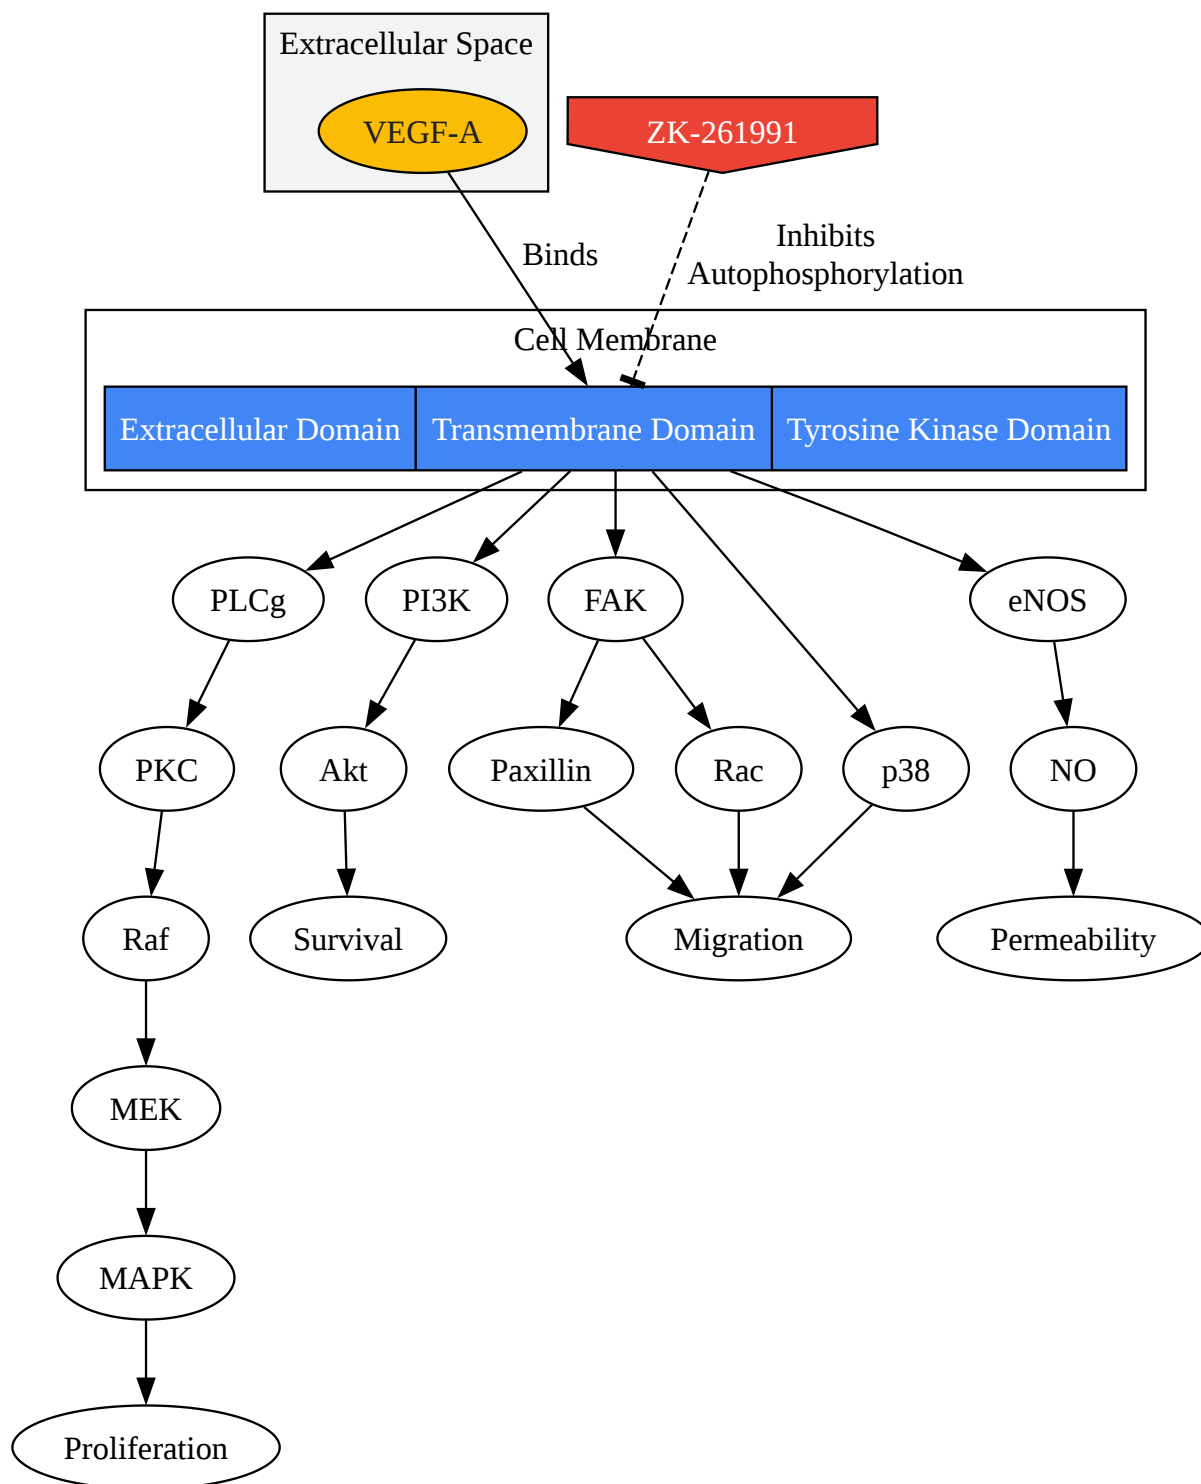 Extracellular Space
VEGF-A
ZK-261991
Binds
Inhibits
Autophosphorylation
Cell Membrane
Extracellular Domain
Transmembrane Domain
Tyrosine Kinase Domain
PLCg
PI3K
FAK
eNOS
PKC
Akt
Paxillin
Rac
p38
NO
Raf
Survival
Migration
Permeability
MEK
MAPK
Proliferation